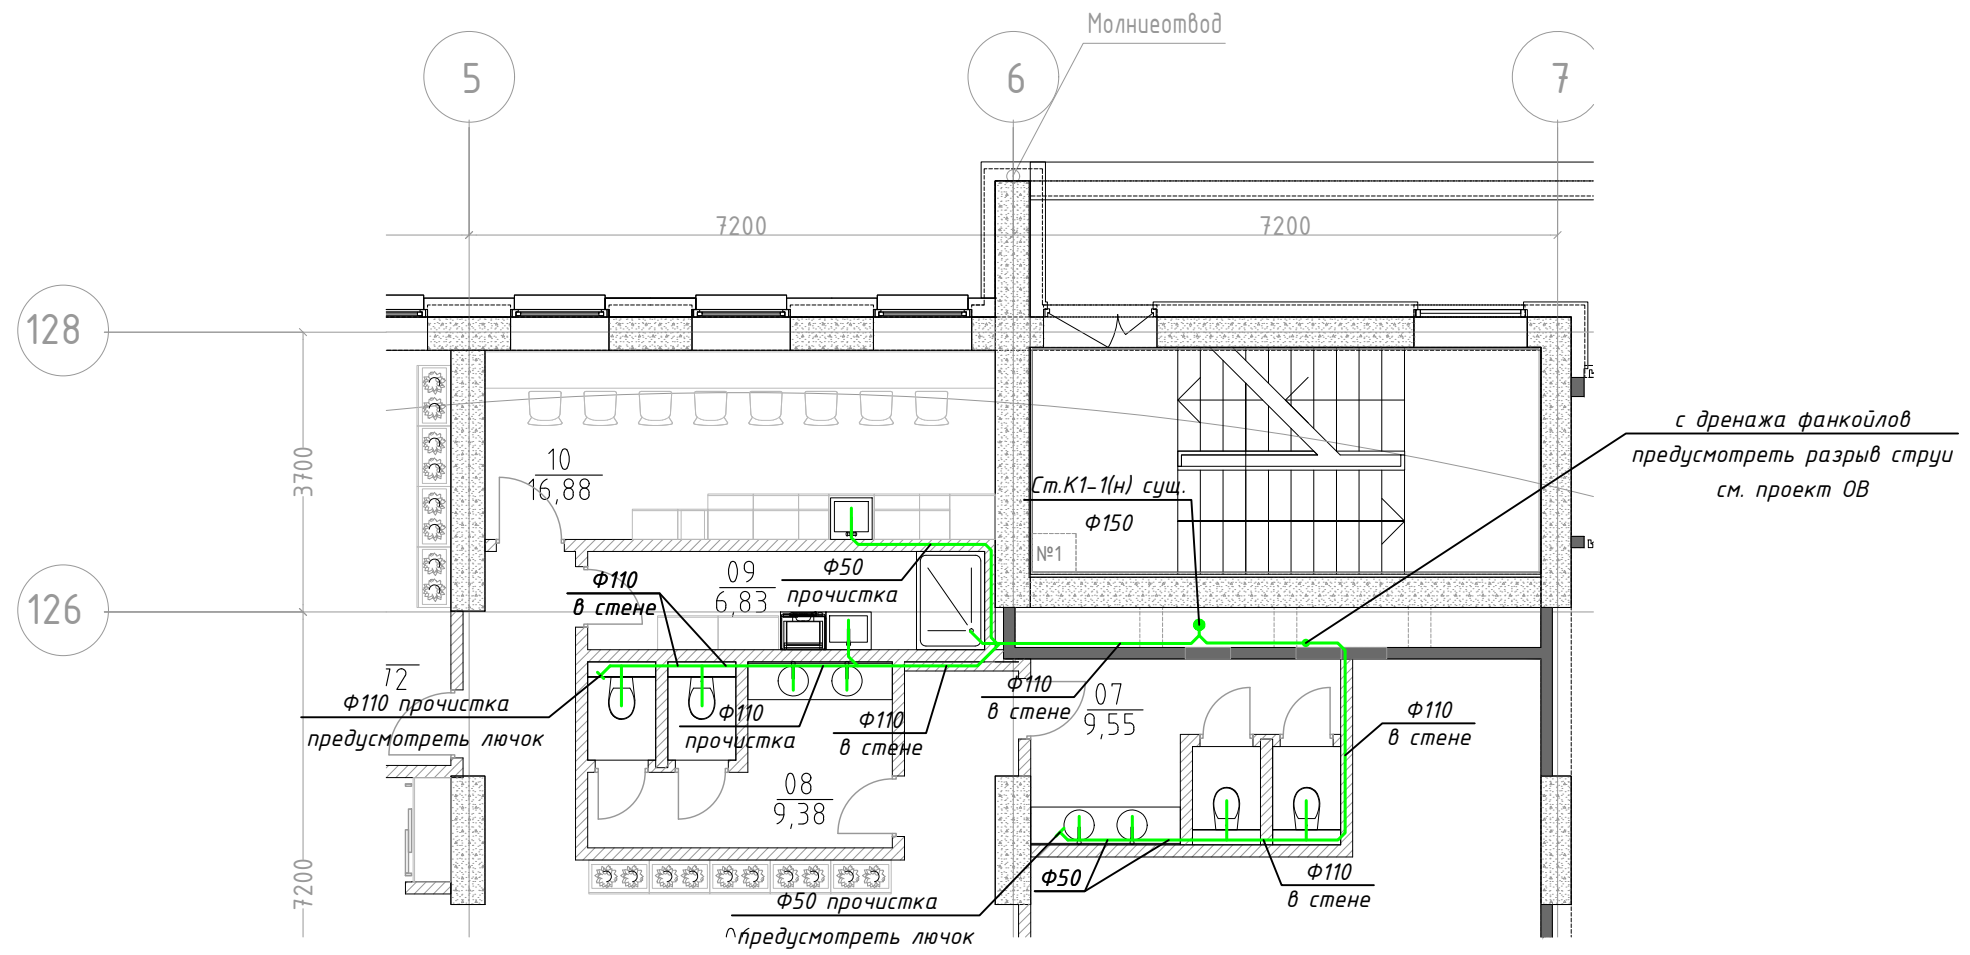 Молниеотвод
5
6
7
7200
7200
128
3700
с дренажа фанкойлов
предусмотреть разрыв струи
см. проект ОВ
10
16,88
Ст.К1-1(н) сущ.
Ф150
№1
Ф50
прочистка
09
6,83
Ф110
в стене
126
72
Ф110 прочистка
предусмотреть лючок
Ф110
прочистка
Ф110
в стене
Ф110
в стене
07
9,55
Ф110
в стене
08
9,38
7200
Ф50
Ф110
в стене
Ф50 прочистка
предусмотреть лючок